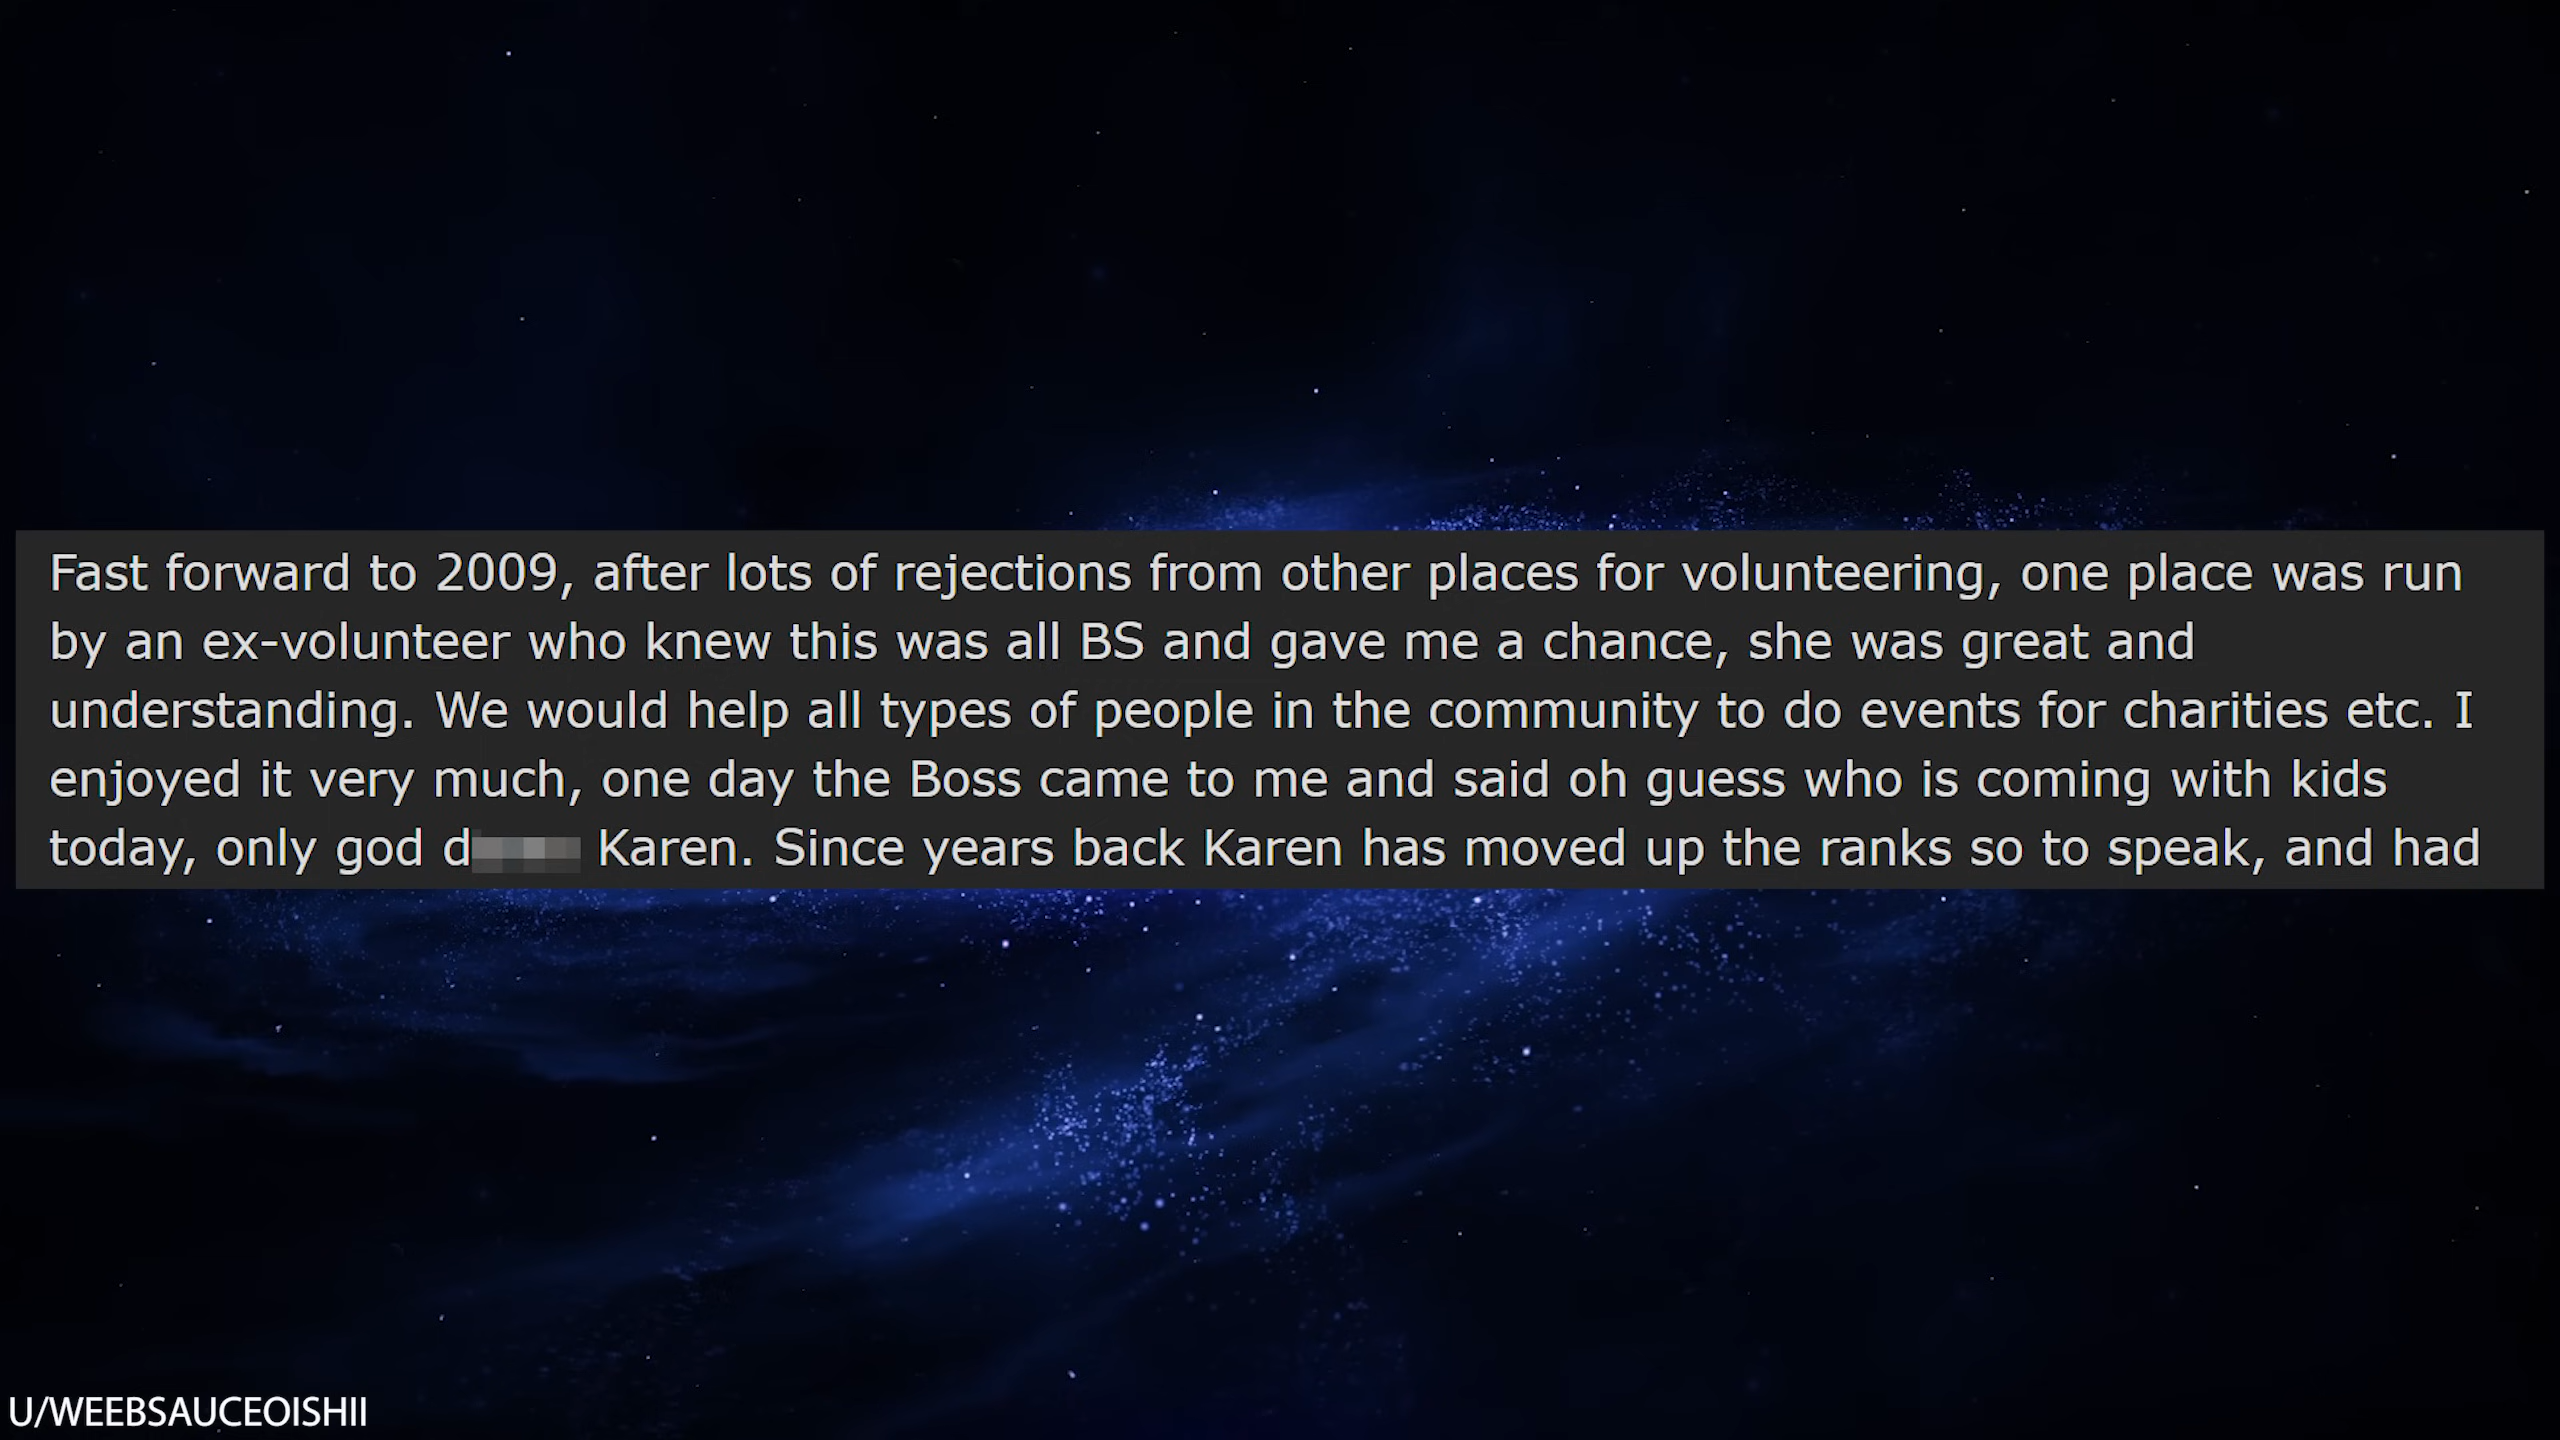 Fast forward to 2009, after lots of rejections from other places for volunteering, one place was run
by an ex-volunteer who knew this was all BS and gave me a chance, she was great and
understanding. We would help all types of people in the community to do events for charities etc. I
enjoyed it very much, one day the Boss came to me and said oh guess who is coming with kids
today, only god d Karen. Since years back Karen has moved up the ranks so to speak, and had
U/WEEBSAUCEOISHII